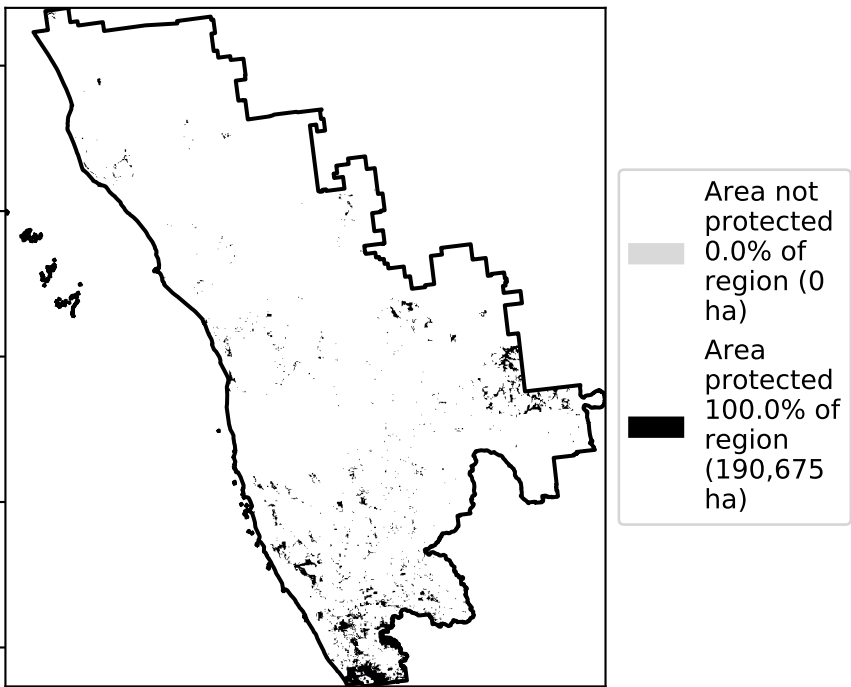 Area not
protected
0.0% of
region (0
ha)
Area
protected
100.0% of
region
(190,675
ha)